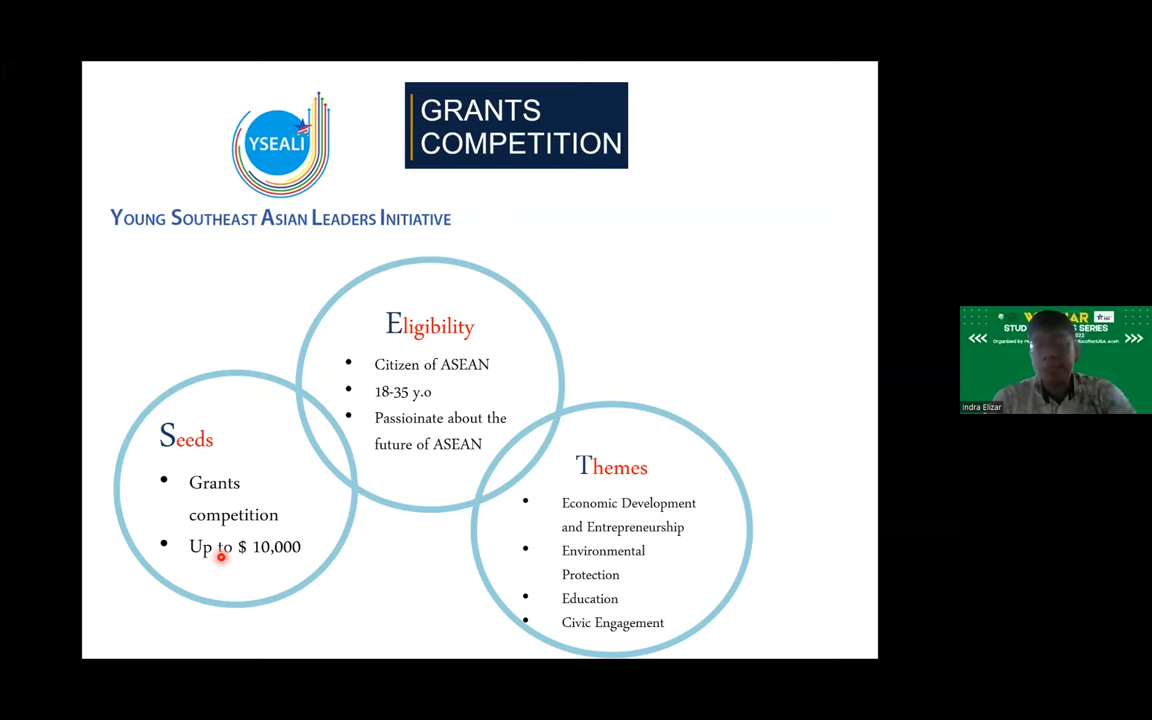 YSEALI
GRANTS
COMPETITION
YOUNG SOUTHEAST ASIAN LEADERS INITIATIVE
Eligibility
• Citizen of ASEAN
• 18-35 y.o
• Passioinate about the
future of ASEAN
Seeds
• Grants
competition
• Up to $ 10,000
Themes
• Economic Development
and Entrepreneurship
• Environmental
Protection
• Education
• Civic Engagement
Indra Elizar